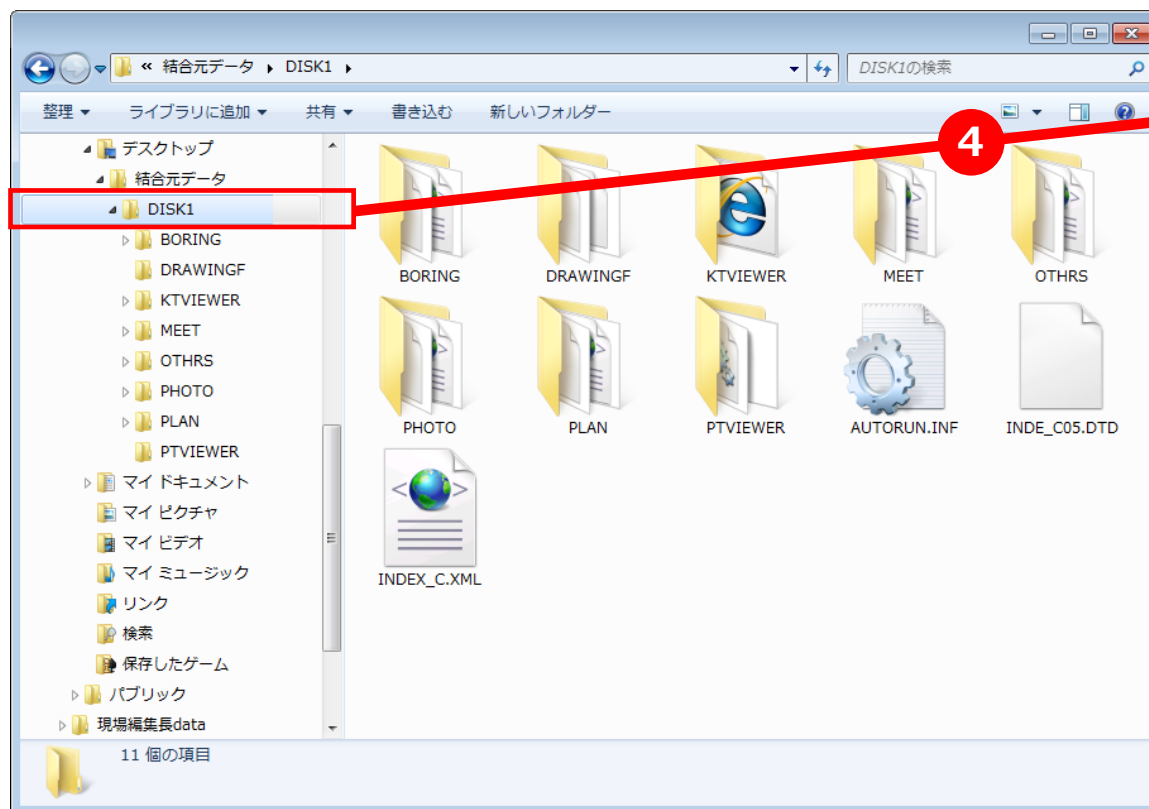 « 結合元データ ▸ DISK1 ▸
DISK1の検索
整理 ▼ ライブラリに追加 ▼ 共有 ▼ 書き込む 新しいフォルダー
4
デスクトップ
結合元データ
DISK1
BORING
DRAWINGF
KTVIEWER
MEET
OTHRS
PHOTO
PLAN
PTVIEWER
マイ ドキュメント
マイ ピクチャ
マイ ビデオ
マイ ミュージック
リンク
検索
保存したゲーム
パブリック
現場編集長data
BORING DRAWINGF KTVIEWER MEET OTHRS
PHOTO PLAN PTVIEWER AUTORUN.INF INDE_C05.DTD
INDEX_C.XML
11 個の項目